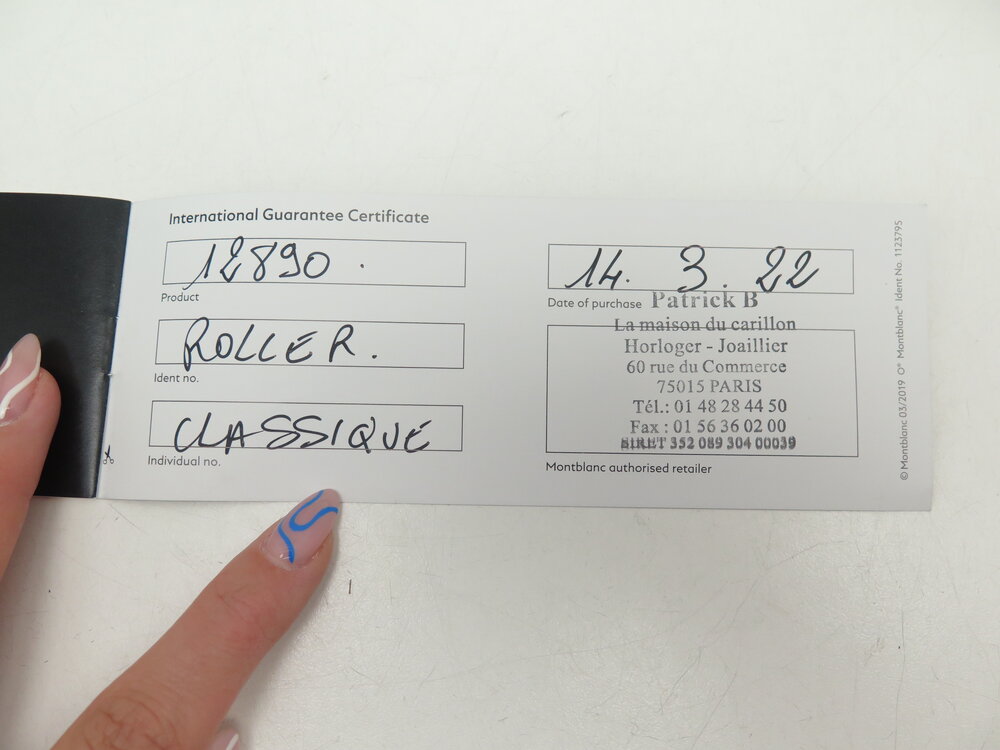 International Guarantee Certificate
12890.
Product
ROLLER.
Ident no.
CLASSIQUE
Individual no.
14. 3. 22
Date of purchase
Patrick B
La maison du carillon
Horloger - Joaillier
60 rue du Commerce
75015 PARIS
Tél.: 01 48 28 44 50
Fax : 01 56 36 02 00
SIRET 352 089 304 00039
Montblanc authorised retailer
© Montblanc 03/2019 O® Montblanc® Ident No. 1123795